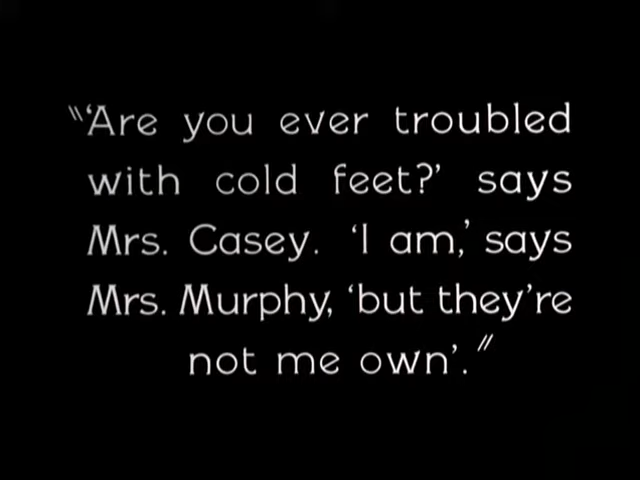 "'Are you ever troubled
with cold feet?' says
Mrs. Casey. 'I am,' says
Mrs. Murphy, 'but they're
not me own'."